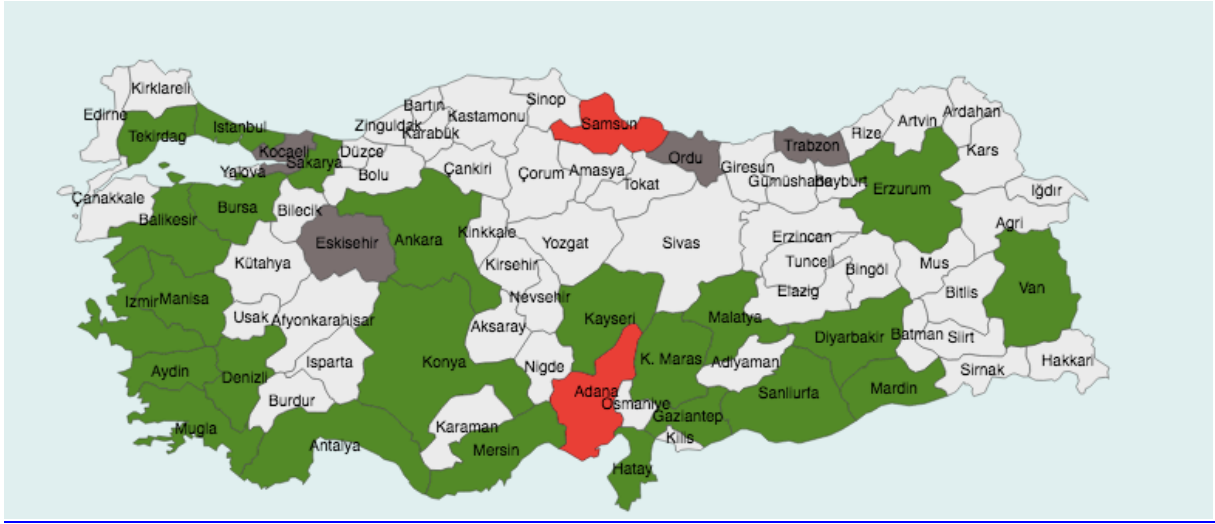 Kirklareli
Edirne
Tekirdag
Istanbul
Kocaeli
Sakarya
Yalova
Düzce
Bolu
Zinguldak
Bartın
Karabük
Kastamonu
Sinop
Çankiri
Samsun
Çorum
Amasya
Tokat
Ordu
Giresun
Gümüshane
Trabzon
Bayburt
Rize
Artvin
Ardahan
Kars
Erzurum
Iğdır
Agri
Çanakkale
Balikesir
Bursa
Bilecik
Eskisehir
Ankara
Kinkkale
Kirsehir
Yozgat
Sivas
Erzincan
Tunceli
Bingöl
Elazig
Mus
Bitlis
Van
Kütahya
Izmir
Manisa
Usak
Afyonkarahisar
Nevsehir
Aksaray
Kayseri
Malatya
Diyarbakir
Batman
Siirt
Sirnak
Hakkari
Aydin
Denizli
Isparta
Burdur
Konya
Nigde
Adana
K. Maras
Adiyaman
Sanliurfa
Mardin
Mugla
Antalya
Karaman
Mersin
Osmaniye
Gaziantep
Kilis
Hatay